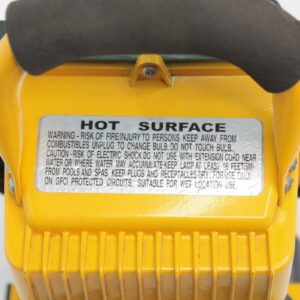 HOT SURFACE
WARNING - RISK OF FIRE/INJURY TO PERSONS KEEP AWAY FROM
COMBUSTIBLES UNPLUG TO CHANGE BULB. DO NOT TOUCH BULB.
CAUTION - RISK OF ELECTRIC SHOCK DO NOT USE WITH EXTENSION CORD NEAR
WATER OR WHERE WATER MAY ACCUMULATE KEEP LAMP AT LEAST 16 FEET(5M)
FROM POOLS AND SPAS. KEEP PLUGS AND RECEPTACLES DRY. FOR USE ONLY
ON GFCI PROTECTED CIRCUITS. SUITABLE FOR WET LOCATION USE.